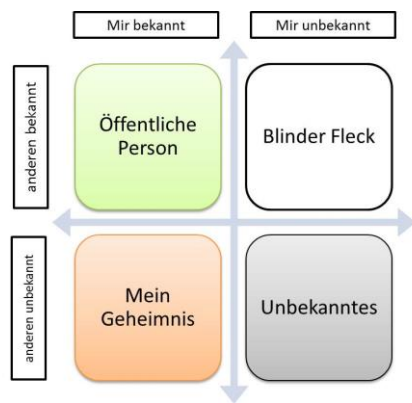 Mir bekannt
Mir unbekannt
anderen bekannt
Öffentliche
Person
Blinder Fleck
anderen unbekannt
Mein
Geheimnis
Unbekanntes